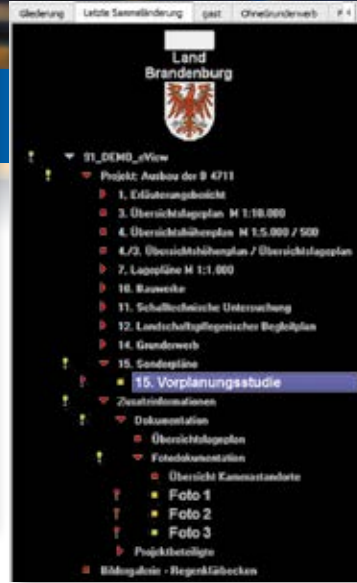 Gliederung Letzte Sammeländerung gast OhneGrunderwerb
Land
Brandenburg
91_DEMO_eView
Projekt: Ausbau der B 4711
1. Erläuterungsbericht
3. Übersichtslageplan M 1:10.000
4. Übersichtshöhenplan M 1:5.000 / 500
4./3. Übersichtshöhenplan / Übersichtslageplan
7. Lagepläne M 1:1.000
10. Bauwerke
11. Schalltechnische Untersuchung
12. Landschaftspflegerischer Begleitplan
14. Grunderwerb
15. Sonderpläne
15. Vorplanungsstudie
Zusatzinformationen
Dokumentation
Übersichtslageplan
Fotodokumentation
Übersicht Kamerastandorte
Foto 1
Foto 2
Foto 3
Projektbeteiligte
Bildergalerie - Regenklärbecken